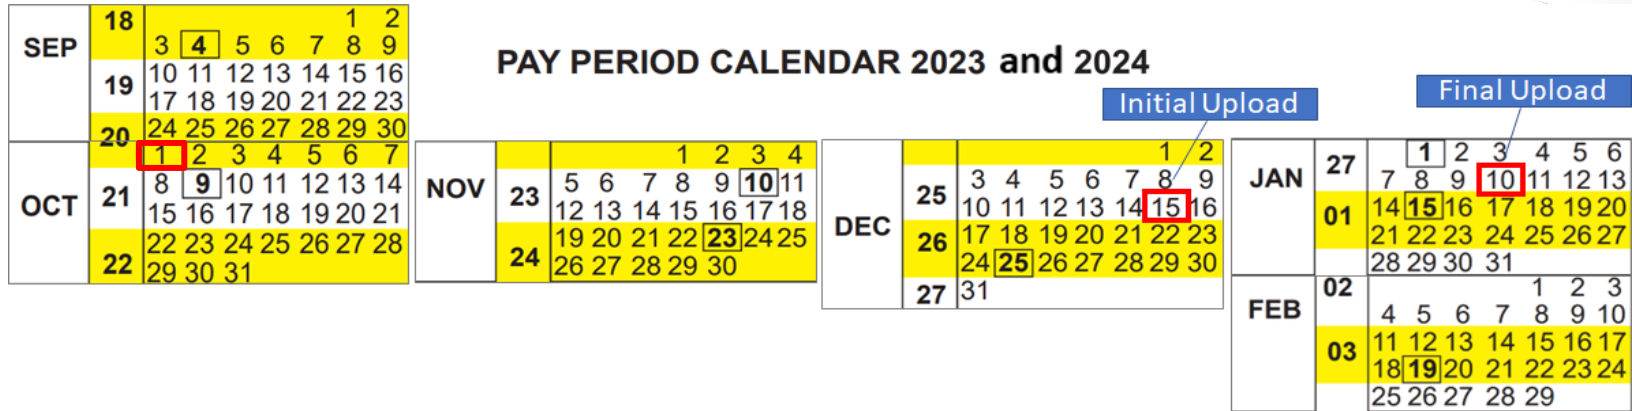 PAY PERIOD CALENDAR 2023 and 2024
SEP
18
1 2
3 4 5 6 7 8 9
19
10 11 12 13 14 15 16
17 18 19 20 21 22 23
20
24 25 26 27 28 29 30
OCT
1 2 3 4 5 6 7
21
8 9 10 11 12 13 14
15 16 17 18 19 20 21
22
22 23 24 25 26 27 28
29 30 31
NOV
1 2 3 4
23
5 6 7 8 9 10 11
12 13 14 15 16 17 18
24
19 20 21 22 23 24 25
26 27 28 29 30
Initial Upload
DEC
1 2
25
3 4 5 6 7 8 9
10 11 12 13 14 15 16
26
17 18 19 20 21 22 23
24 25 26 27 28 29 30
27
31
Final Upload
JAN
27
1 2 3 4 5 6
7 8 9 10 11 12 13
01
14 15 16 17 18 19 20
21 22 23 24 25 26 27
28 29 30 31
FEB
02
1 2 3
4 5 6 7 8 9 10
03
11 12 13 14 15 16 17
18 19 20 21 22 23 24
25 26 27 28 29